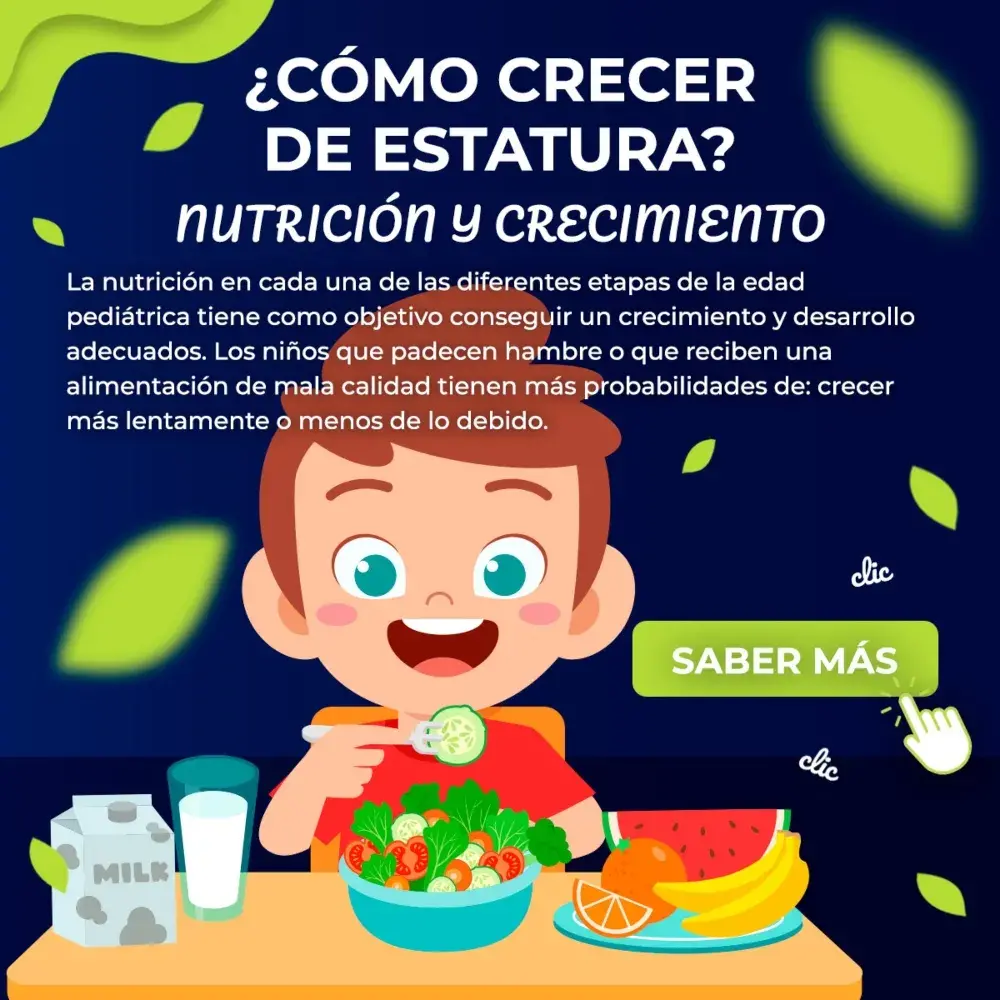 ¿CÓMO CRECER
DE ESTATURA?
NUTRICIÓN Y CRECIMIENTO
La nutrición en cada una de las diferentes etapas de la edad
pediátrica tiene como objetivo conseguir un crecimiento y desarrollo
adecuados. Los niños que padecen hambre o que reciben una
alimentación de mala calidad tienen más probabilidades de: crecer
más lentamente o menos de lo debido.
clic
SABER MÁS
clic
MILK